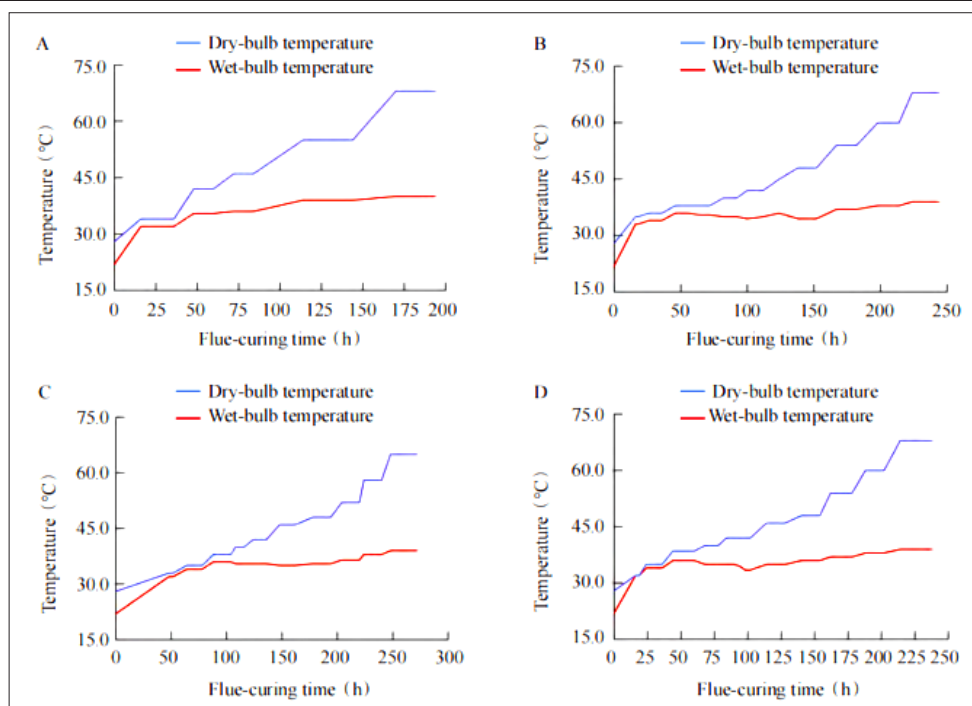 A
Dry-bulb temperature
Wet-bulb temperature
75.0
60.0
45.0
30.0
15.0
Temperature (°C)
0 25 50 75 100 125 150 175 200
Flue-curing time (h)
B
Dry-bulb temperature
Wet-bulb temperature
75.0
60.0
45.0
30.0
15.0
Temperature (°C)
0 50 100 150 200 250
Flue-curing time (h)
C
Dry-bulb temperature
Wet-bulb temperature
75.0
60.0
45.0
30.0
15.0
Temperature (°C)
0 50 100 150 200 250 300
Flue-curing time (h)
D
Dry-bulb temperature
Wet-bulb temperature
75.0
60.0
45.0
30.0
15.0
Temperature (°C)
0 25 50 75 100 125 150 175 200 225 250
Flue-curing time (h)